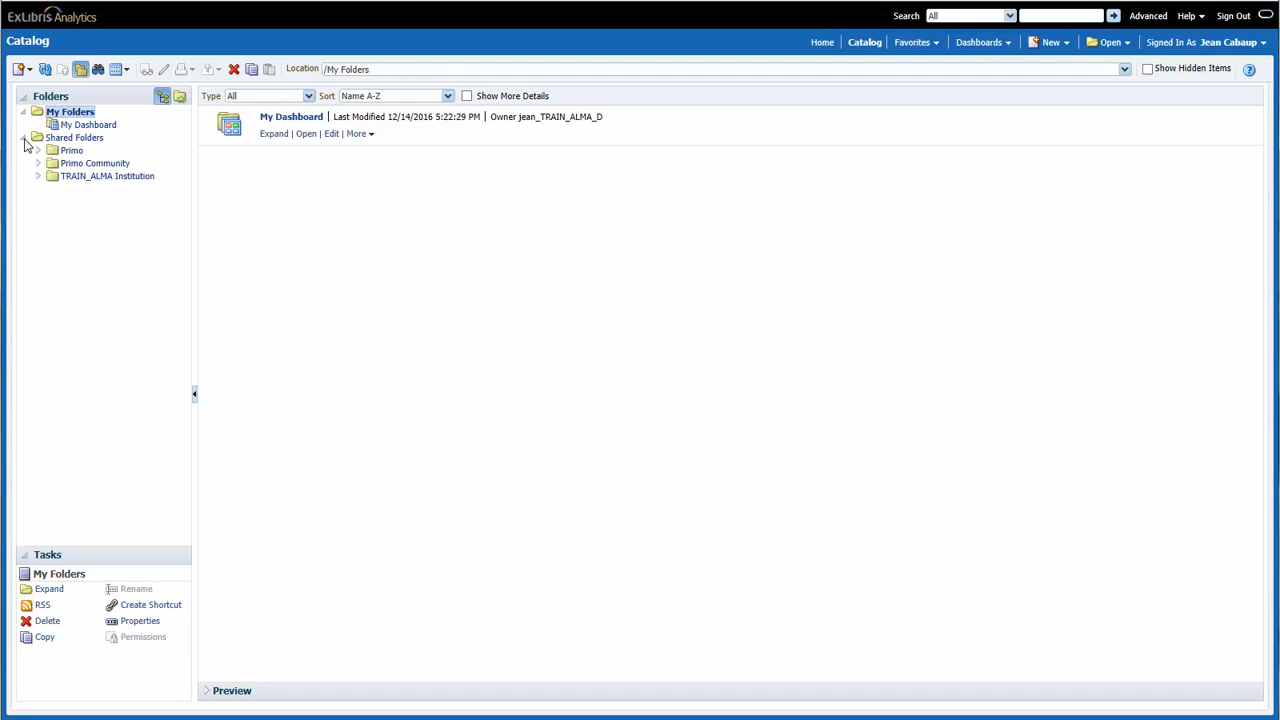 ExLibris Analytics
Search All Advanced Help Sign Out
Catalog
Home Catalog Favorites Dashboards New Open Signed In As Jean Cabaup
Location /My Folders Show Hidden Items
Folders
My Folders
My Dashboard
Shared Folders
Primo
Primo Community
TRAIN_ALMA Institution
Type All Sort Name A-Z Show More Details
My Dashboard | Last Modified 12/14/2016 5:22:29 PM | Owner jean_TRAIN_ALMA_D
Expand | Open | Edit | More
Tasks
My Folders
Expand Rename
RSS Create Shortcut
Delete Properties
Copy Permissions
Preview